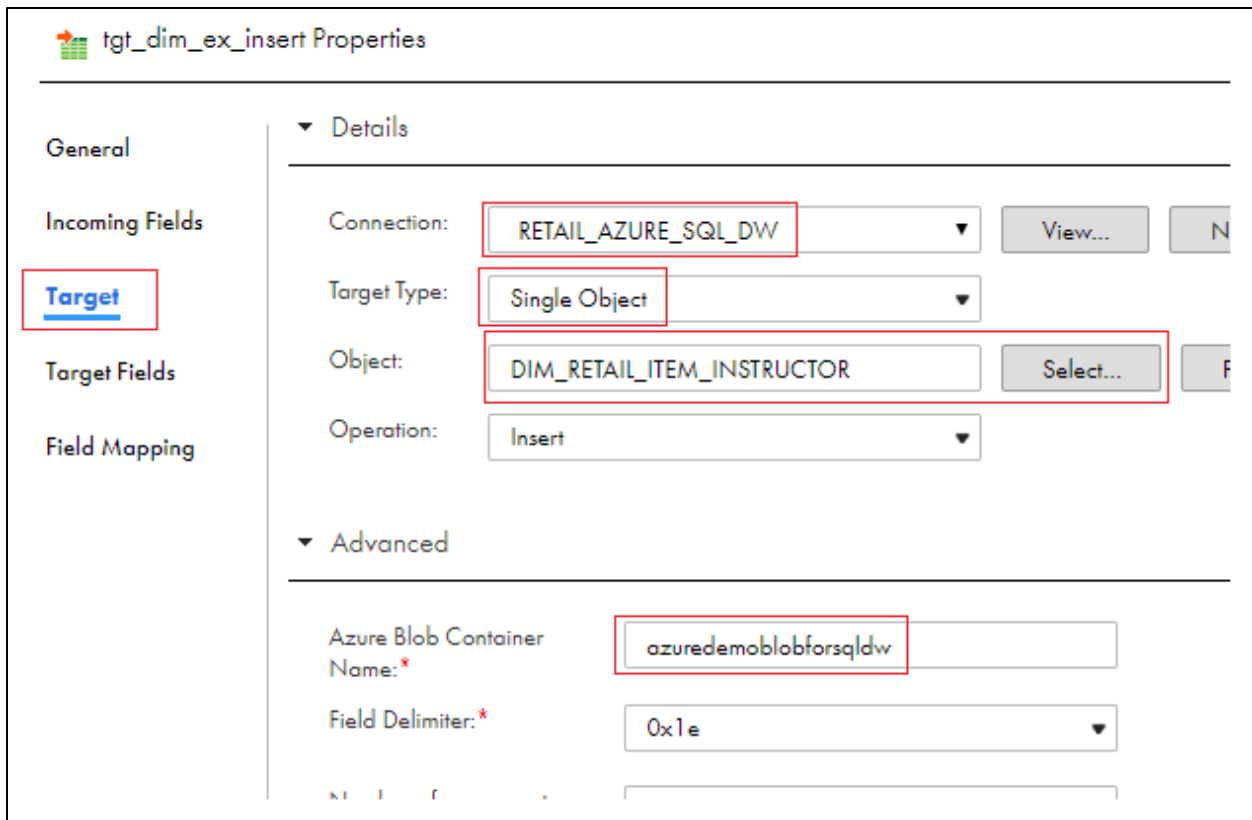 tgt_dim_ex_insert Properties
General
Incoming Fields
Target
Target Fields
Field Mapping
Details
Connection: RETAIL_AZURE_SQL_DW View... N
Target Type: Single Object
Object: DIM_RETAIL_ITEM_INSTRUCTOR Select...
Operation: Insert
Advanced
Azure Blob Container
Name:* azuredemoblobforsqldw
Field Delimiter:* 0x1e